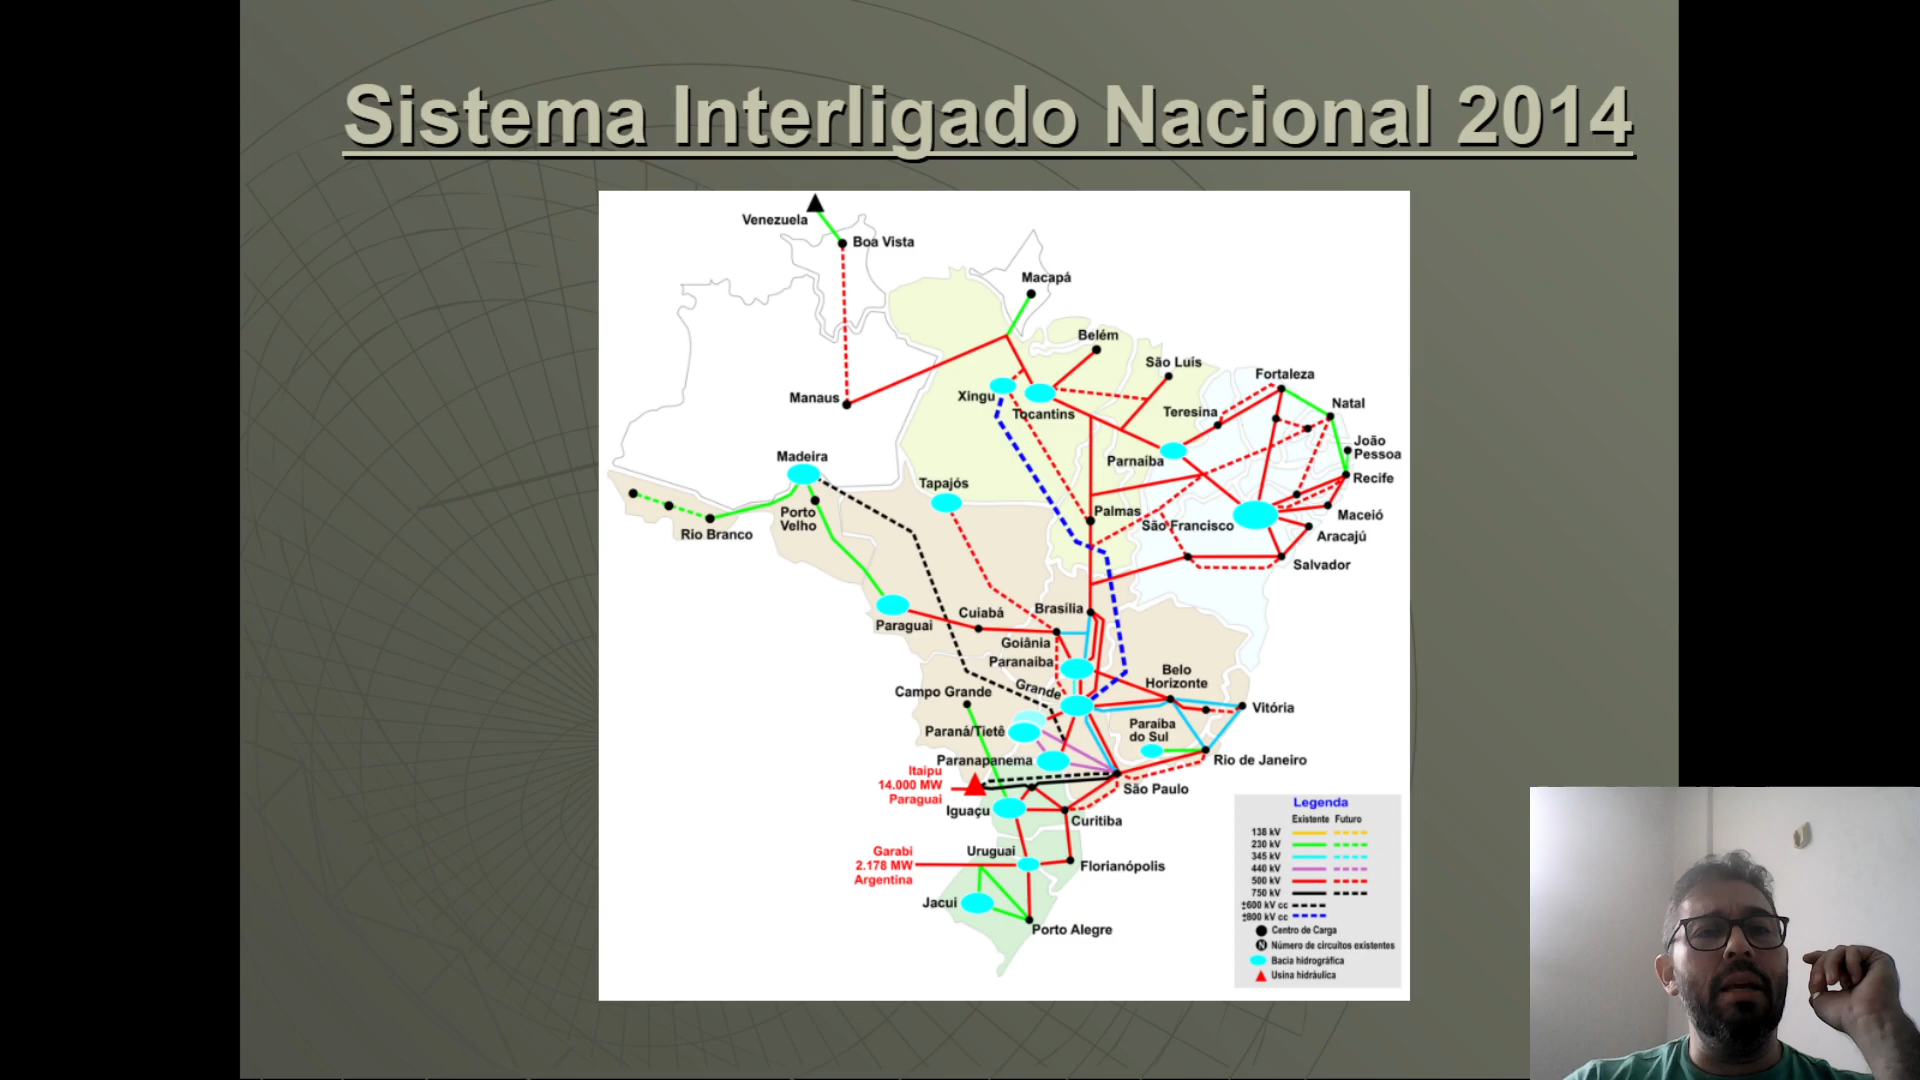 Sistema Interligado Nacional 2014
Venezuela
Boa Vista
Macapá
Belém
São Luís
Fortaleza
Manaus
Xingu
Tocantins
Teresina
Natal
João
Pessoa
Parnaíba
Recife
Madeira
Tapajós
Porto
Velho
Rio Branco
Palmas
São Francisco
Maceió
Aracajú
Salvador
Paraguai
Cuiabá
Brasília
Goiânia
Paranaíba
Campo Grande
Grande
Belo
Horizonte
Vitória
Paraná/Tietê
Paraíba
do Sul
Paranapanema
Rio de Janeiro
Itaipu
14.000 MW
Paraguai
São Paulo
Iguaçu
Curitiba
Garabi
2.178 MW
Argentina
Uruguai
Florianópolis
Jacui
Porto Alegre
Legenda
Existente Futuro
138 kV
230 kV
345 kV
440 kV
500 kV
750 kV
±600 kV cc
±800 kV cc
Centro de Carga
N Número de circuitos existentes
Bacia hidrográfica
Usina hidráulica